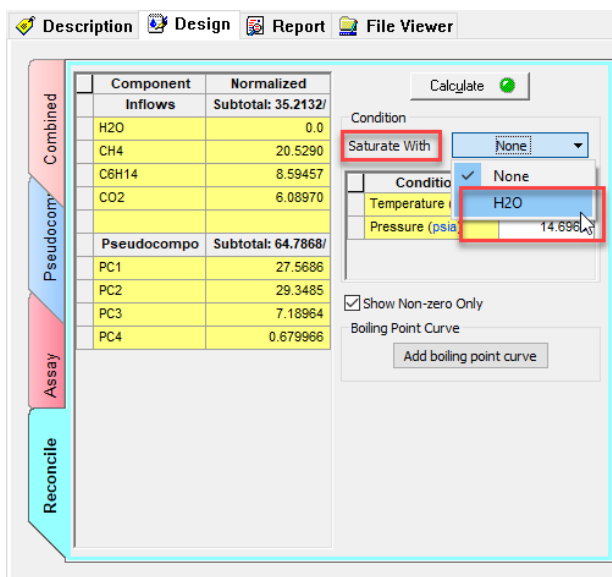 Description Design Report File Viewer
Combined
Pseudocom
Assay
Reconcile
Component Normalized
Inflows Subtotal: 35.2132/
H2O 0.0
CH4 20.5290
C6H14 8.59457
CO2 6.08970
Pseudocompo Subtotal: 64.7868/
PC1 27.5686
PC2 29.3485
PC3 7.18964
PC4 0.679966
Calculate
Condition
Saturate With None
None
H2O
Conditio
Temperature (
Pressure (psia) 14.696
Show Non-zero Only
Boiling Point Curve
Add boiling point curve